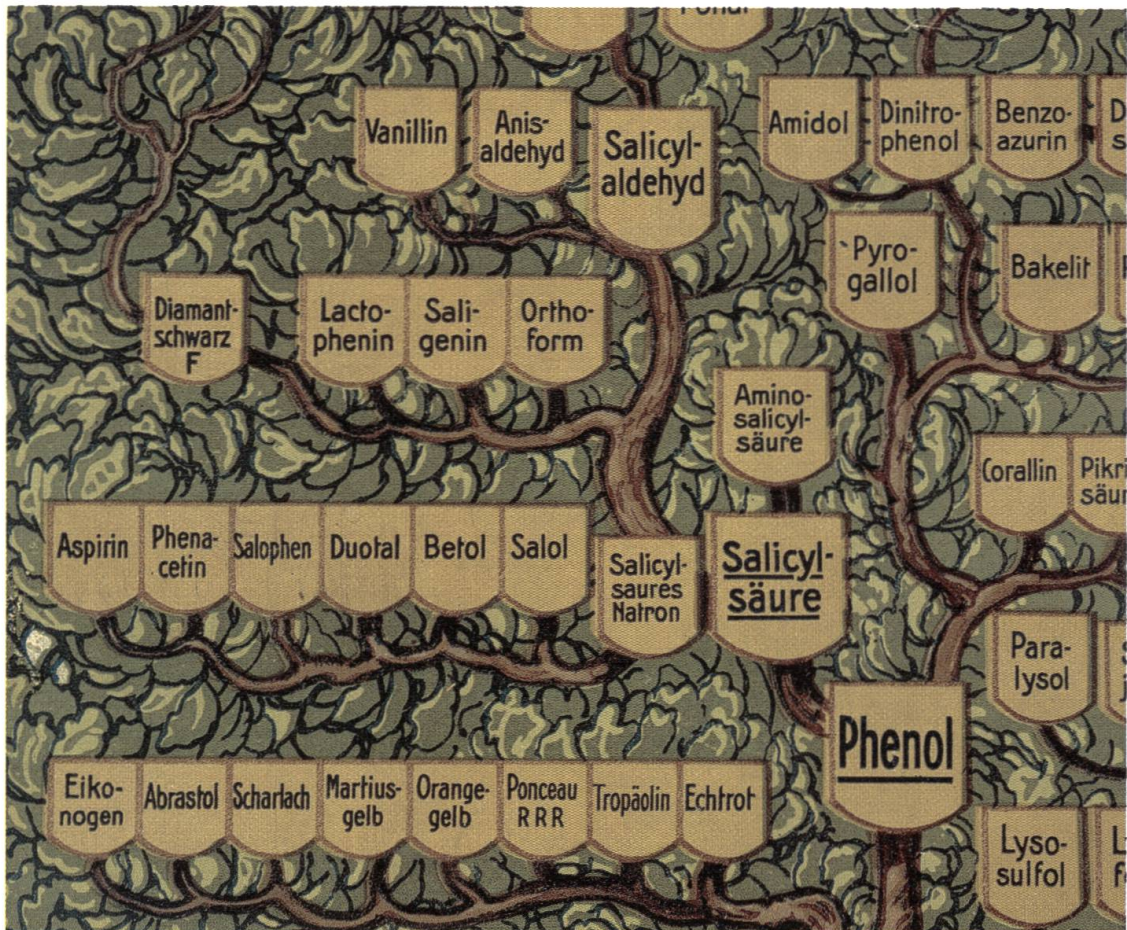 Vanillin
Anis-
aldehyd
Salicyl-
aldehyd
Amidol
Dinitro-
phenol
Benzo-
azurin
Pyro-
gallol
Bakelit
Diamant-
schwarz
F
Lacto-
phenin
Sali-
genin
Ortho-
form
Amino-
salicyl-
säure
Corallin
Aspirin
Phena-
cetin
Salophen
Duotal
Betol
Salol
Salicyl-
saures
Natron
Salicyl-
säure
Para-
lysol
Phenol
Eiko-
nogen
Abrastol
Scharlach
Martius-
gelb
Orange-
gelb
Ponceau
RRR
Tropäolin
Echtrot
Lyso-
sulfol